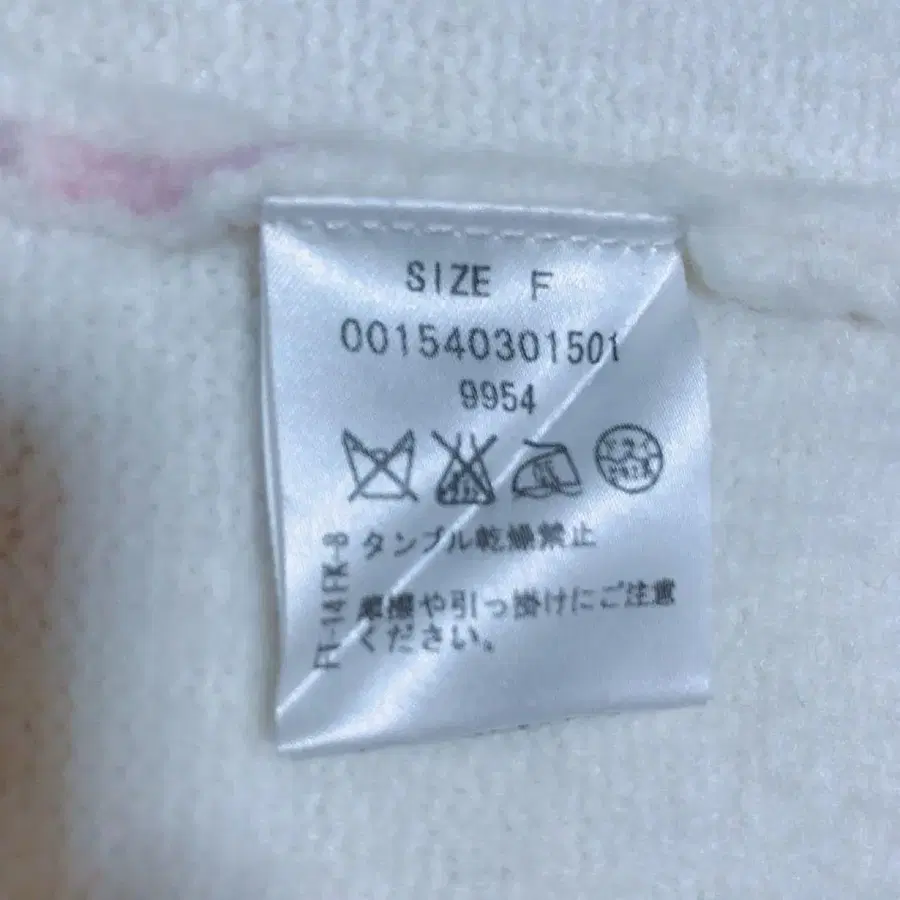 SIZE F
001540301501
9954
タンブル乾燥禁止
摩擦や引っ掛けにご注意
ください。
FT-14FK-8